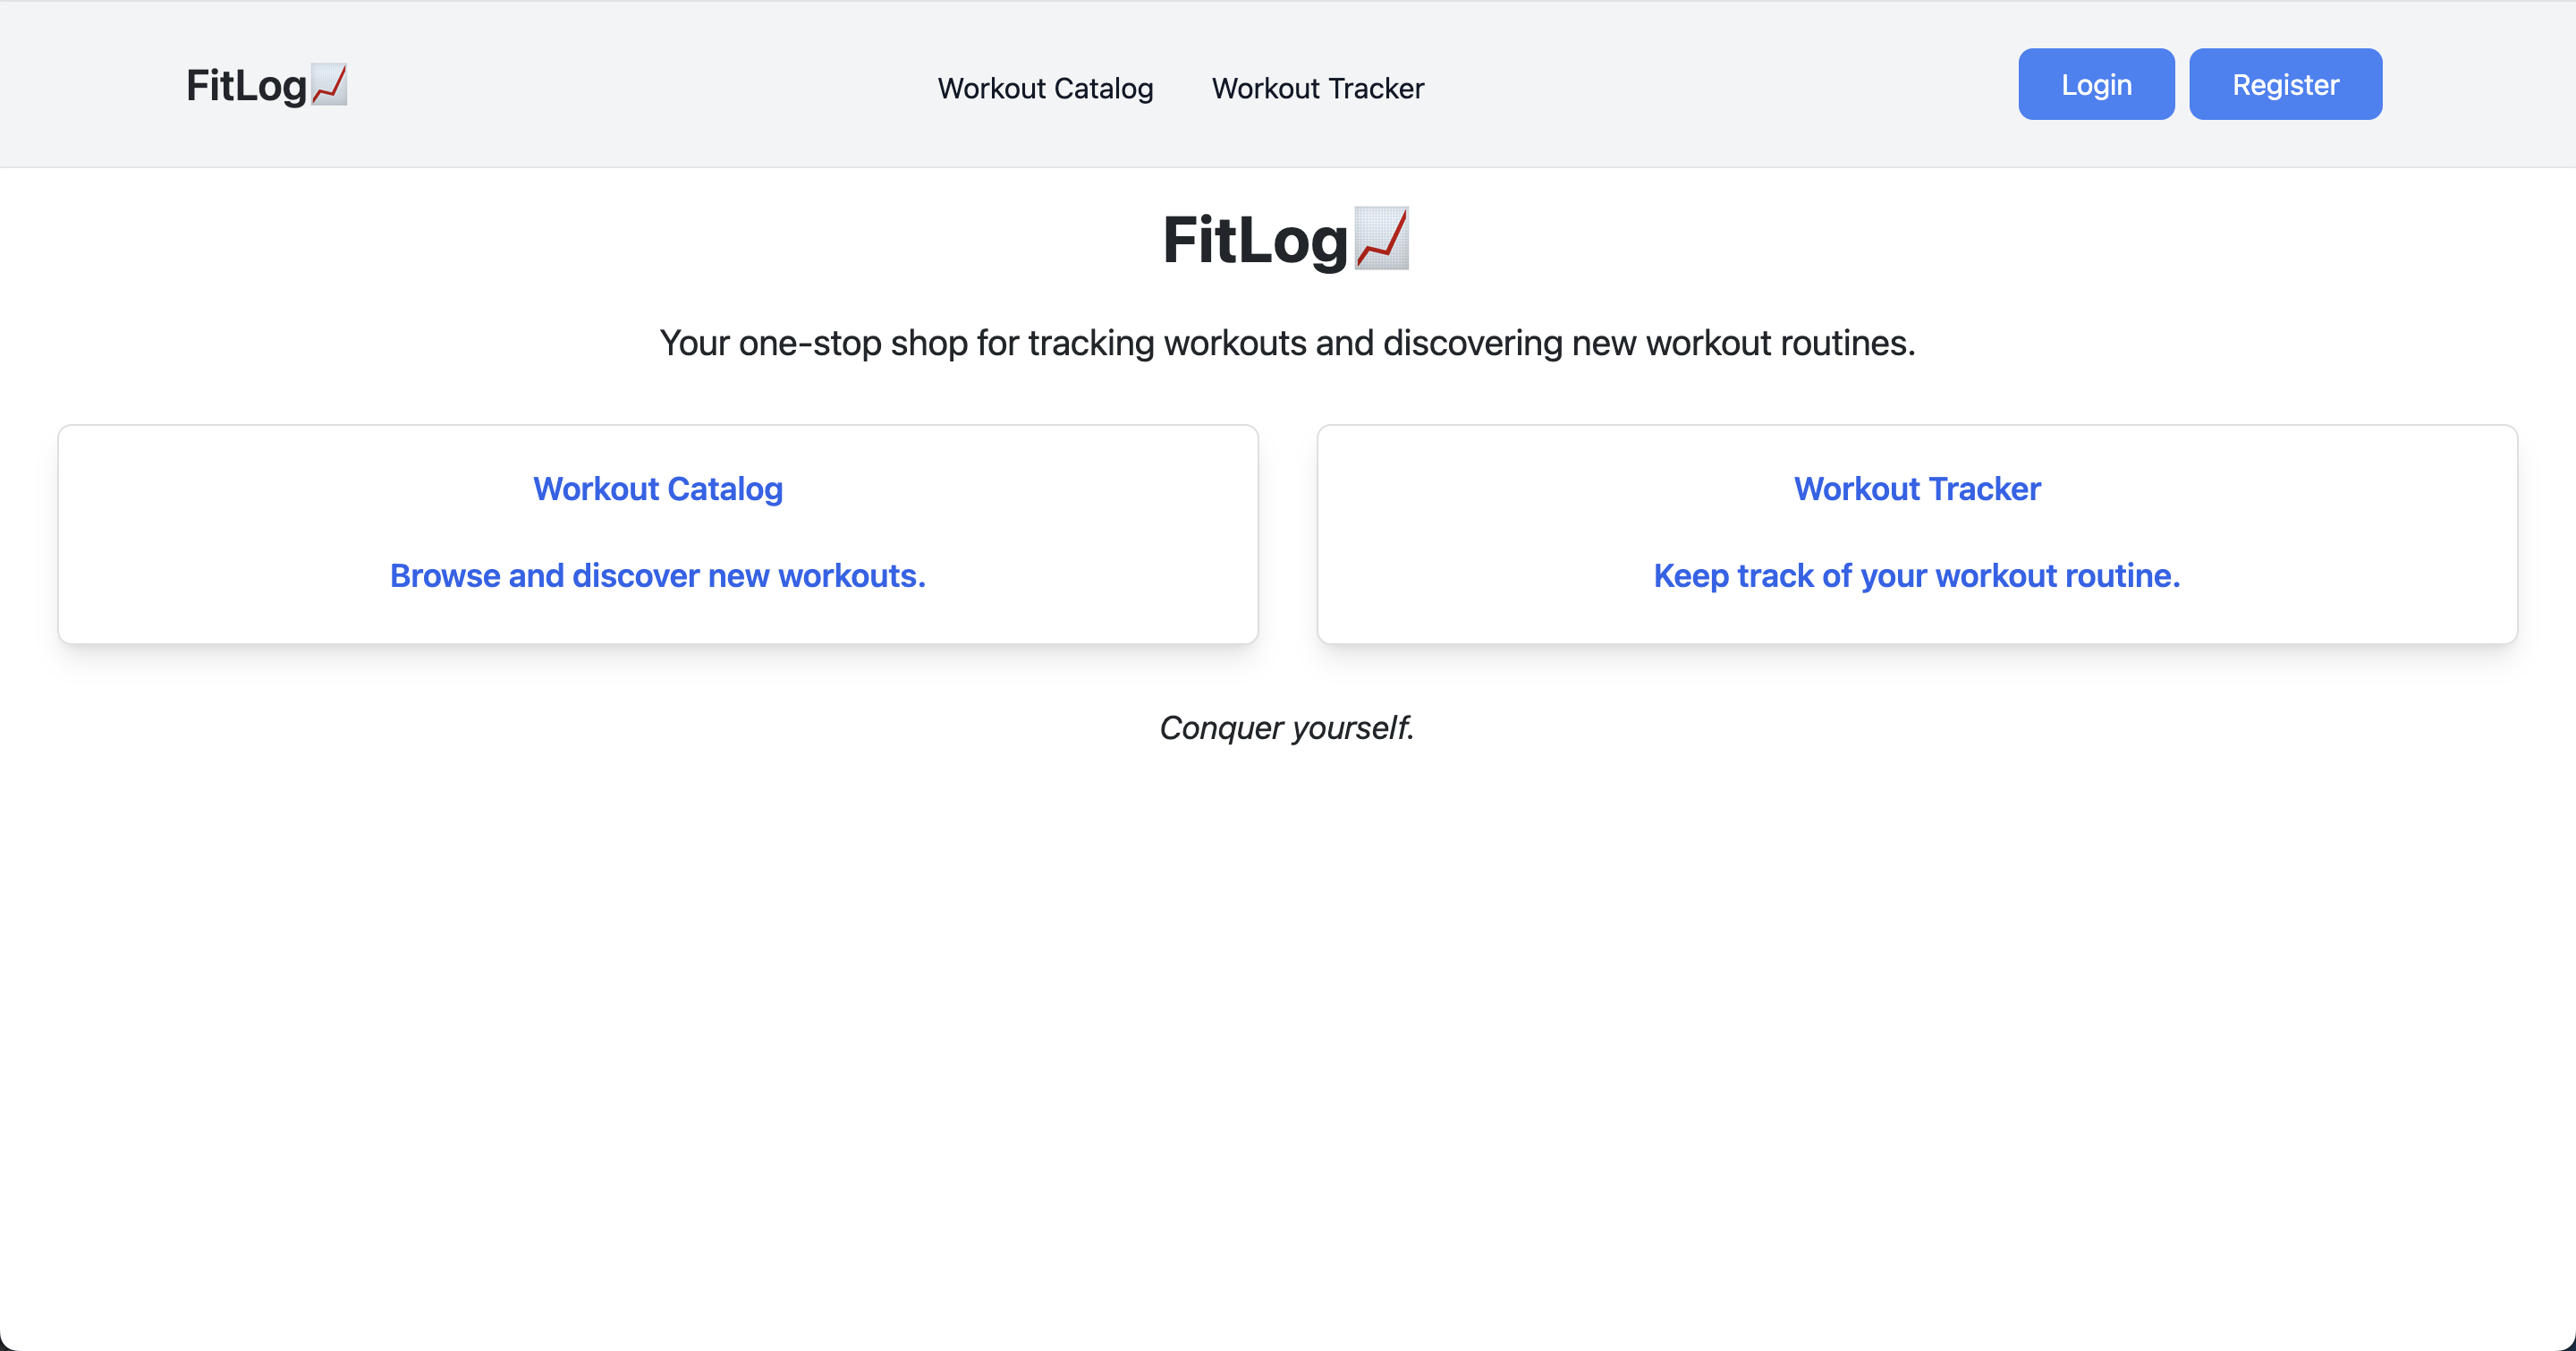 FitLog📈
Workout Catalog
Workout Tracker
Login
Register
FitLog📈
Your one-stop shop for tracking workouts and discovering new workout routines.
Workout Catalog
Browse and discover new workouts.
Workout Tracker
Keep track of your workout routine.
Conquer yourself.